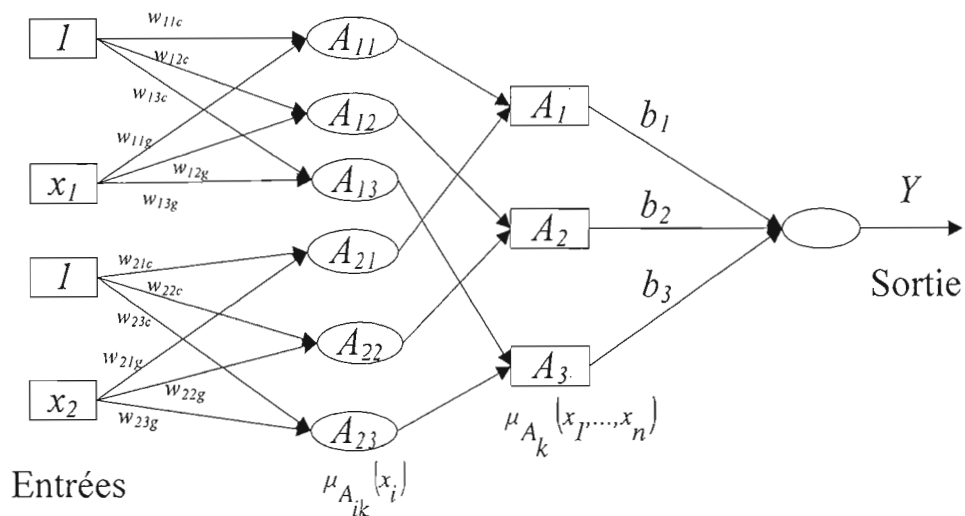 1
w11c
w12c
w13c
x1
w11g
w12g
w13g
1
w21c
w22c
w23c
x2
w21g
w22g
w23g
A11
A12
A13
A21
A22
A23
A1
A2
A3
b1
b2
b3
Y
Sortie
Entrées
μAik(xi)
μAk(x1,...,xn)